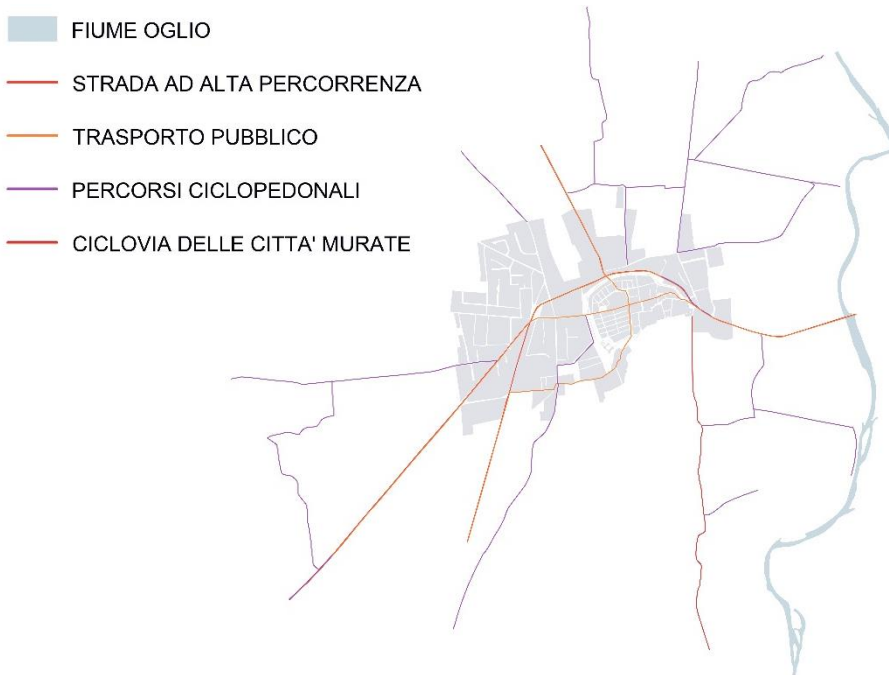 FIUME OGLIO
STRADA AD ALTA PERCORRENZA
TRASPORTO PUBBLICO
PERCORSI CICLOPEDONALI
CICLOVIA DELLE CITTA' MURATE